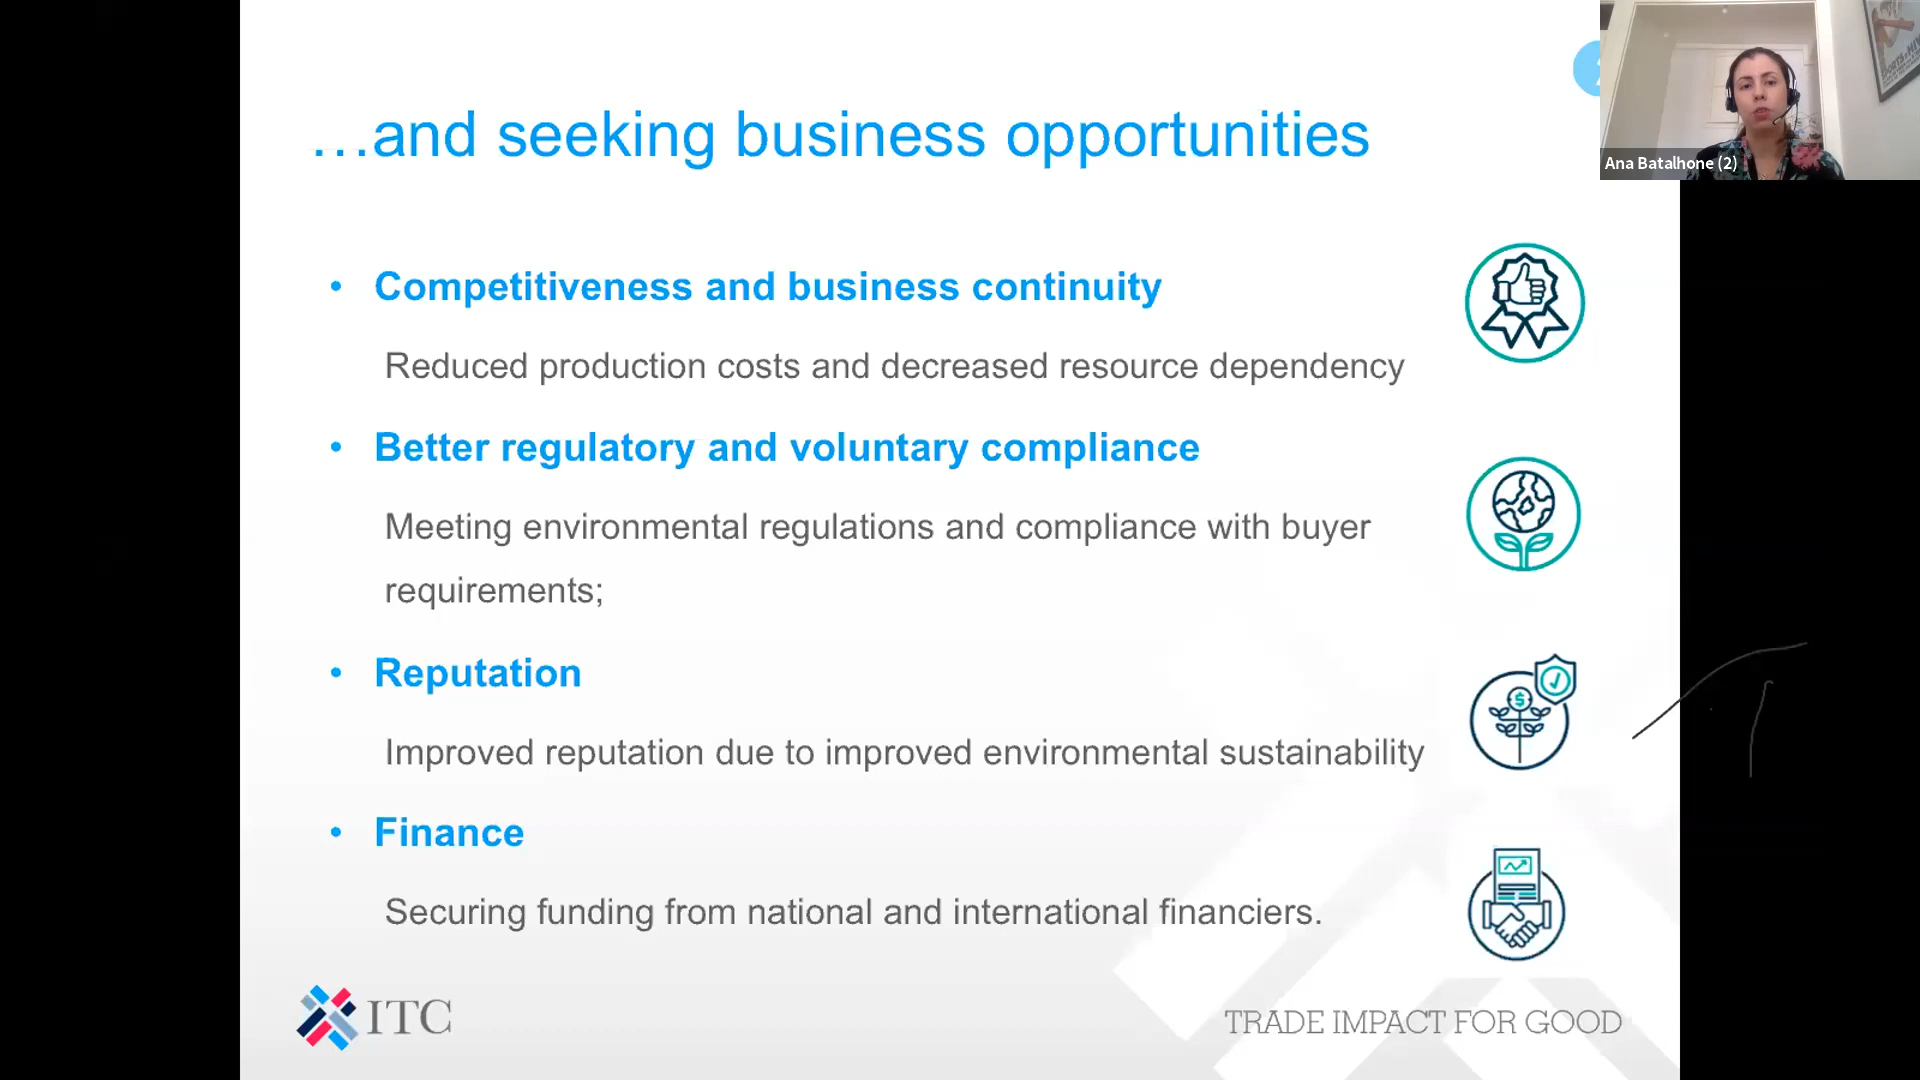 …and seeking business opportunities
Ana Batalhone (2)
• Competitiveness and business continuity
Reduced production costs and decreased resource dependency
• Better regulatory and voluntary compliance
Meeting environmental regulations and compliance with buyer
requirements;
• Reputation
Improved reputation due to improved environmental sustainability
• Finance
Securing funding from national and international financiers.
ITC
TRADE IMPACT FOR GOOD